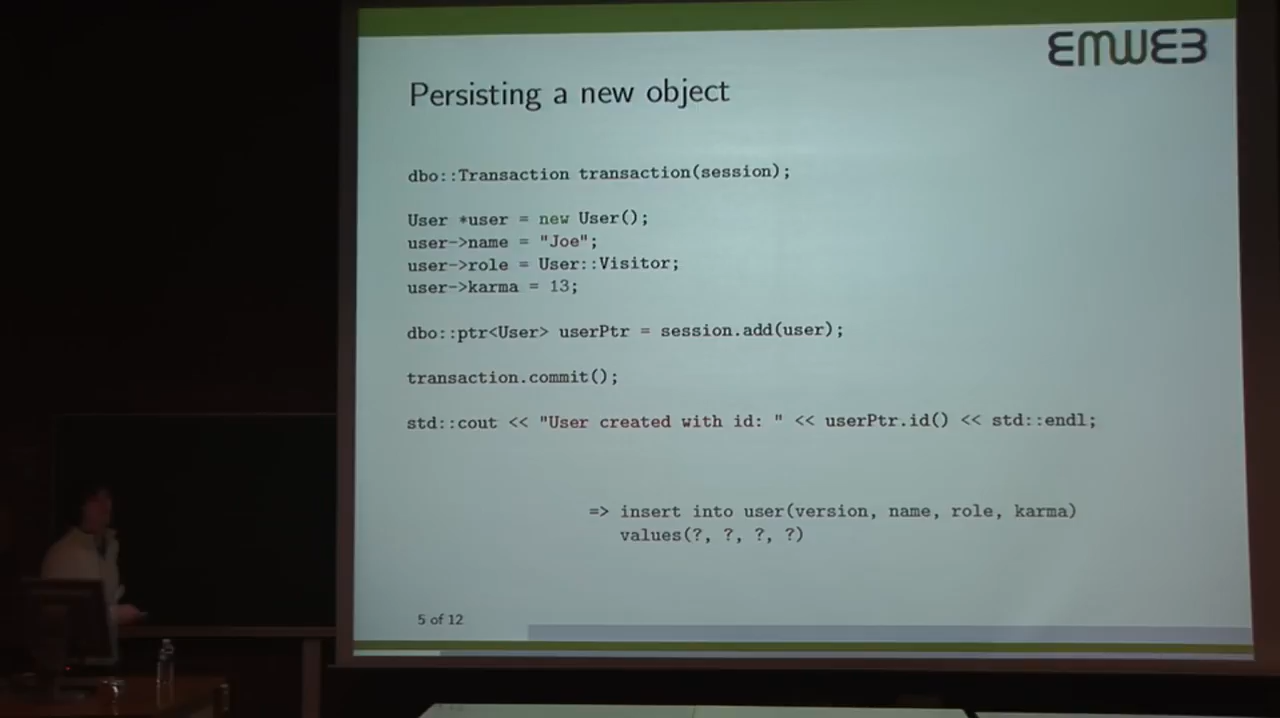 EMWEB
Persisting a new object
dbo::Transaction transaction(session);
User *user = new User();
user->name = "Joe";
user->role = User::Visitor;
user->karma = 13;
dbo::ptr<User> userPtr = session.add(user);
transaction.commit();
std::cout << "User created with id: " << userPtr.id() << std::endl;
=> insert into user(version, name, role, karma)
values(?, ?, ?, ?)
5 of 12